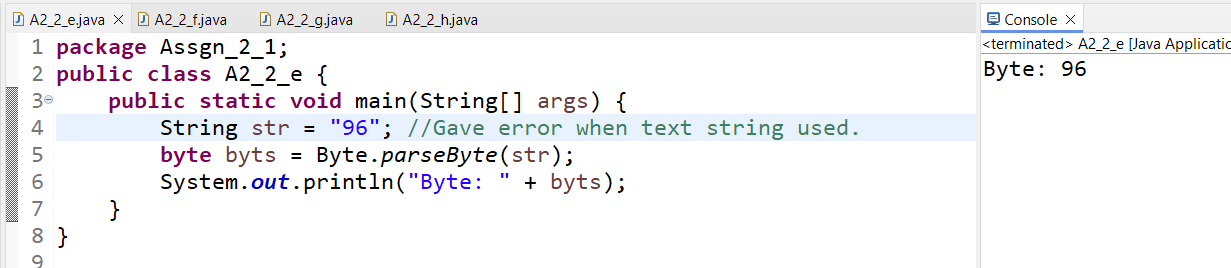 A2_2_e.java A2_2_f.java A2_2_g.java A2_2_h.java
1 package Assgn_2_1;
2 public class A2_2_e {
3 public static void main(String[] args) {
4 String str = "96"; //Gave error when text string used.
5 byte byts = Byte.parseByte(str);
6 System.out.println("Byte: " + byts);
7 }
8 }
9
Console
<terminated> A2_2_e [Java Applicatio
Byte: 96